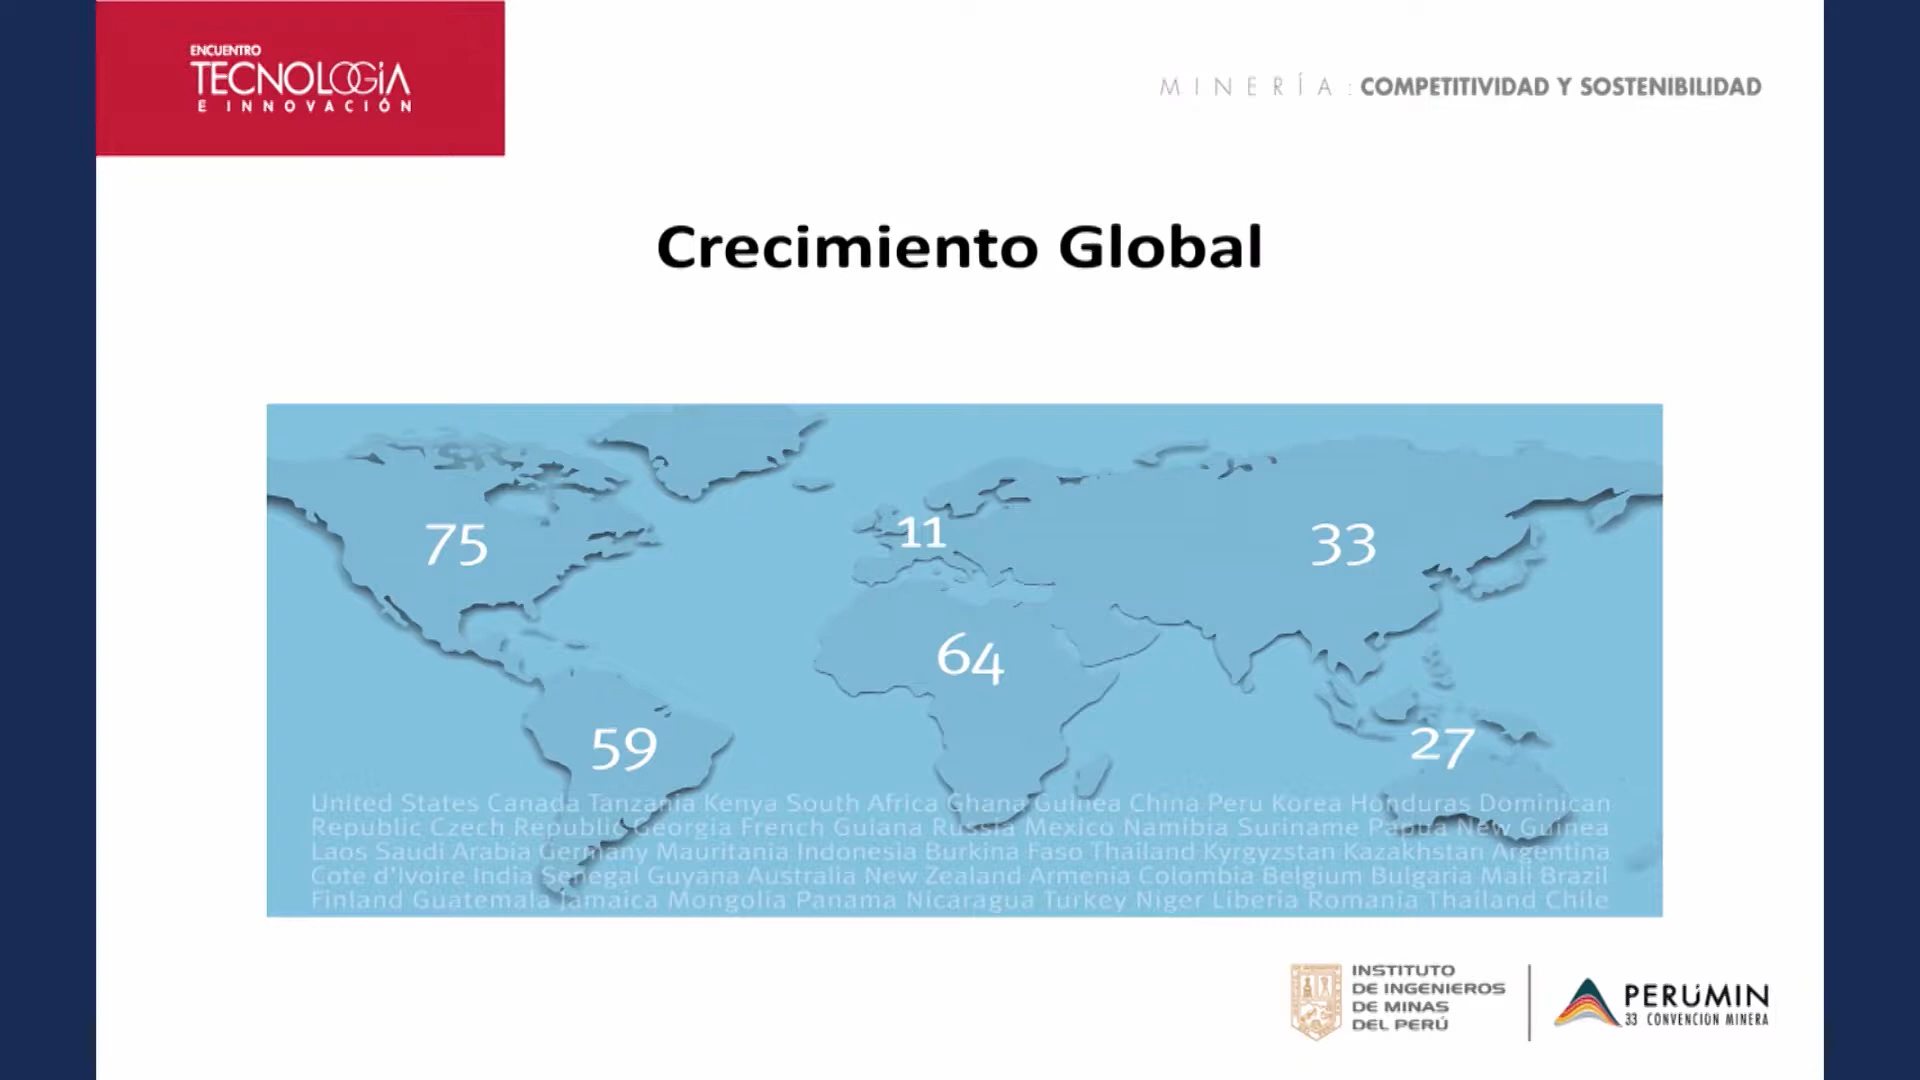 ENCUENTRO
TECNOLOGÍA
E INNOVACIÓN
MINERÍA: COMPETITIVIDAD Y SOSTENIBILIDAD
Crecimiento Global
75
11
33
64
59
27
United States Canada Tanzania Kenya South Africa Ghana Guinea China Peru Korea Honduras Dominican
Republic Czech Republic Georgia French Guiana Russia Mexico Namibia Suriname Papua New Guinea
Laos Saudi Arabia Germany Mauritania Indonesia Burkina Faso Thailand Kyrgyzstan Kazakhstan Argentina
Cote d'Ivoire India Senegal Guyana Australia New Zealand Armenia Colombia Belgium Bulgaria Mali Brazil
Finland Guatemala Jamaica Mongolia Panama Nicaragua Turkey Niger Liberia Romania Thailand Chile
INSTITUTO
DE INGENIEROS
DE MINAS
DEL PERÚ
PERÚMIN
33 CONVENCIÓN MINERA